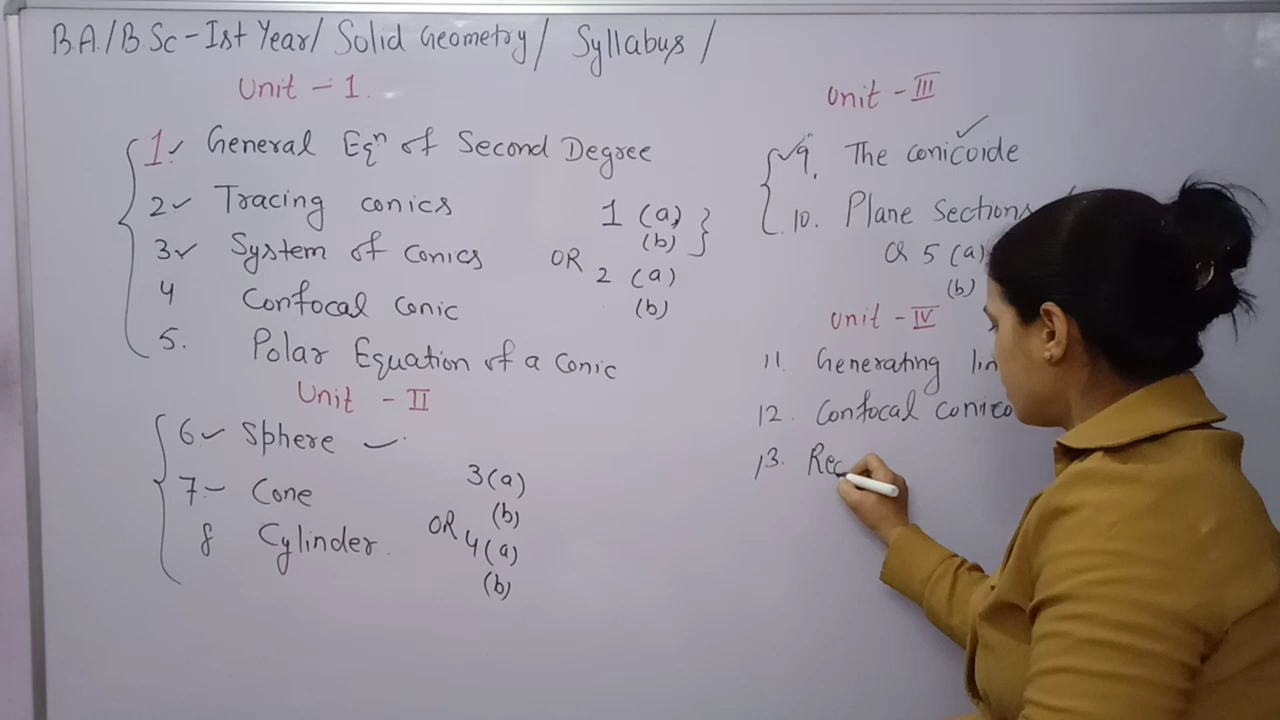 B.A./B.Sc - Ist Year/ Solid Geometry/ Syllabus /
Unit - 1.
1. ✓ General Eqⁿ of Second Degree
2 ✓ Tracing conics
3 ✓ System of Conics
4 Confocal Conic
5. Polar Equation of a Conic
1 (a)
(b)
OR 2 (a)
(b)
Unit - II
6 ✓ Sphere
7 - Cone
8 Cylinder.
3(a)
(b)
OR 4(a)
(b)
Unit - III
✓ 9. The Conicoide
10. Plane Sections
5 (a)
(b)
Unit - IV
11. Generating lin
12. Confocal Conico
13. Rec